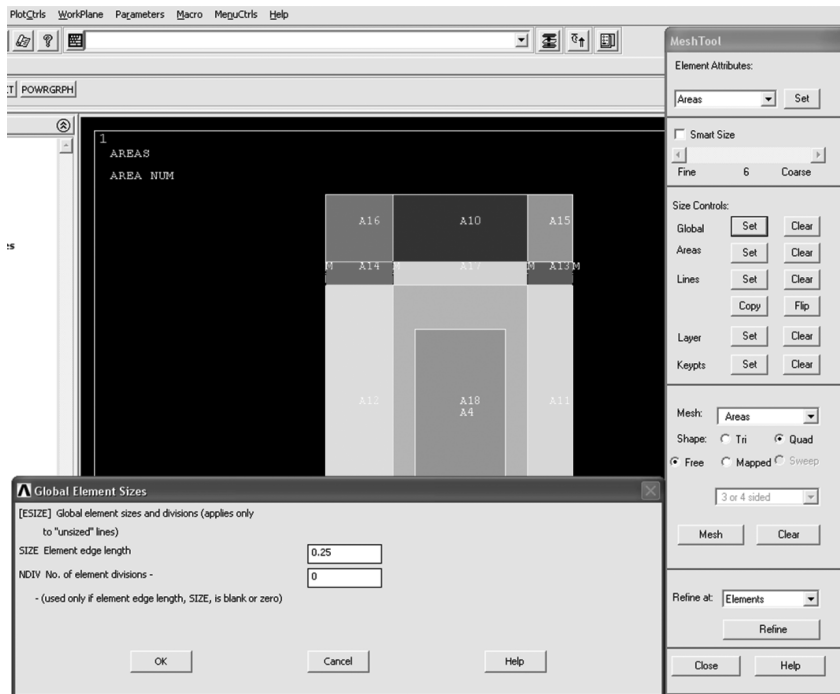 PlotCtrls WorkPlane Parameters Macro MenuCtrls Help
POWRGRPH
1
AREAS
AREA NUM
A16 A10 A15
M A14 M A17 M A13 M
A12 A18 A11
A4
MeshTool
Element Attributes:
Areas Set
Smart Size
Fine 6 Coarse
Size Controls:
Global Set Clear
Areas Set Clear
Lines Set Clear
Copy Flip
Layer Set Clear
Keypts Set Clear
Mesh: Areas
Shape: Tri Quad
Free Mapped Sweep
3 or 4 sided
Mesh Clear
Refine at: Elements
Refine
Close Help
Global Element Sizes
[ESIZE] Global element sizes and divisions (applies only
to "unsized" lines)
SIZE Element edge length 0.25
NDIV No. of element divisions - 0
- (used only if element edge length, SIZE, is blank or zero)
OK Cancel Help